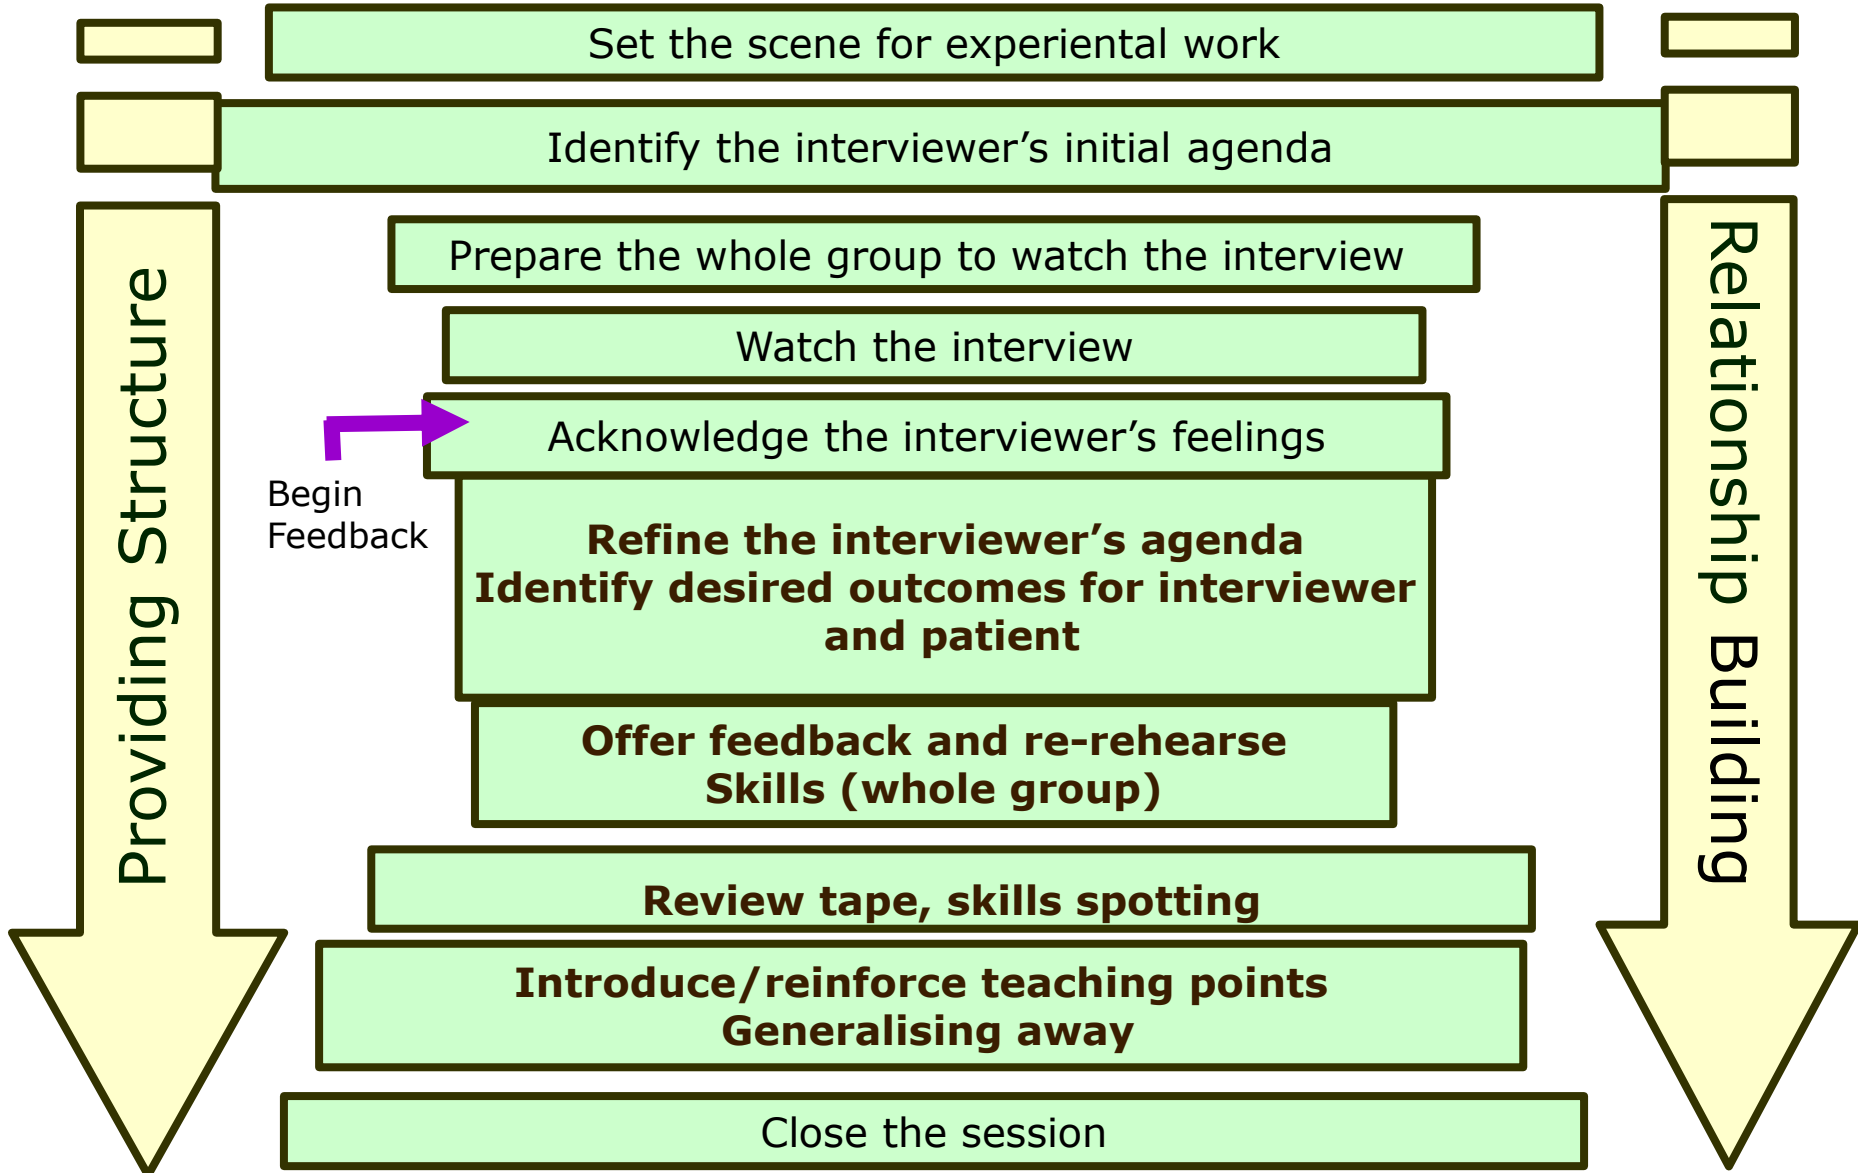 Set the scene for experiental work
Identify the interviewer’s initial agenda
Prepare the whole group to watch the interview
Watch the interview
Acknowledge the interviewer’s feelings
Begin
Feedback
Refine the interviewer’s agenda
Identify desired outcomes for interviewer
and patient
Offer feedback and re-rehearse
Skills (whole group)
Review tape, skills spotting
Introduce/reinforce teaching points
Generalising away
Close the session
Providing Structure
Relationship Building